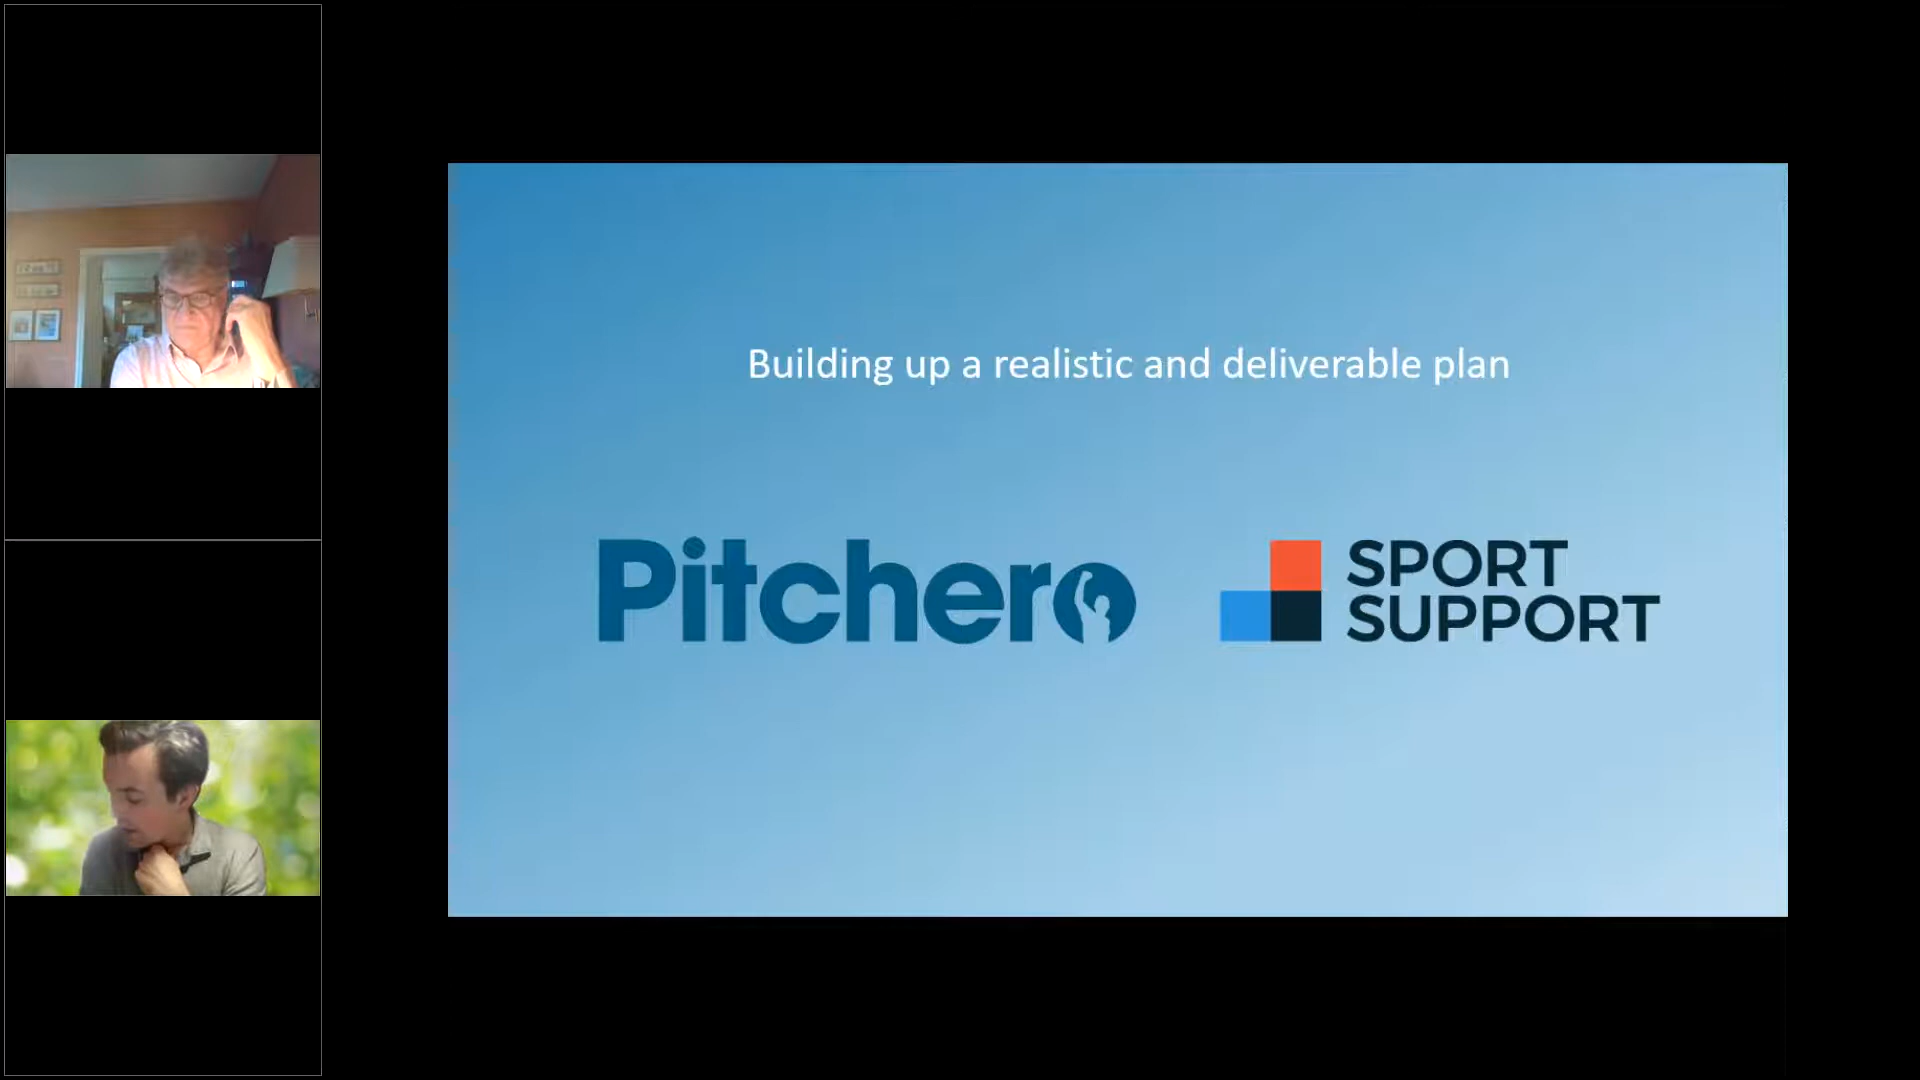 Building up a realistic and deliverable plan
Pitchero
SPORT
SUPPORT